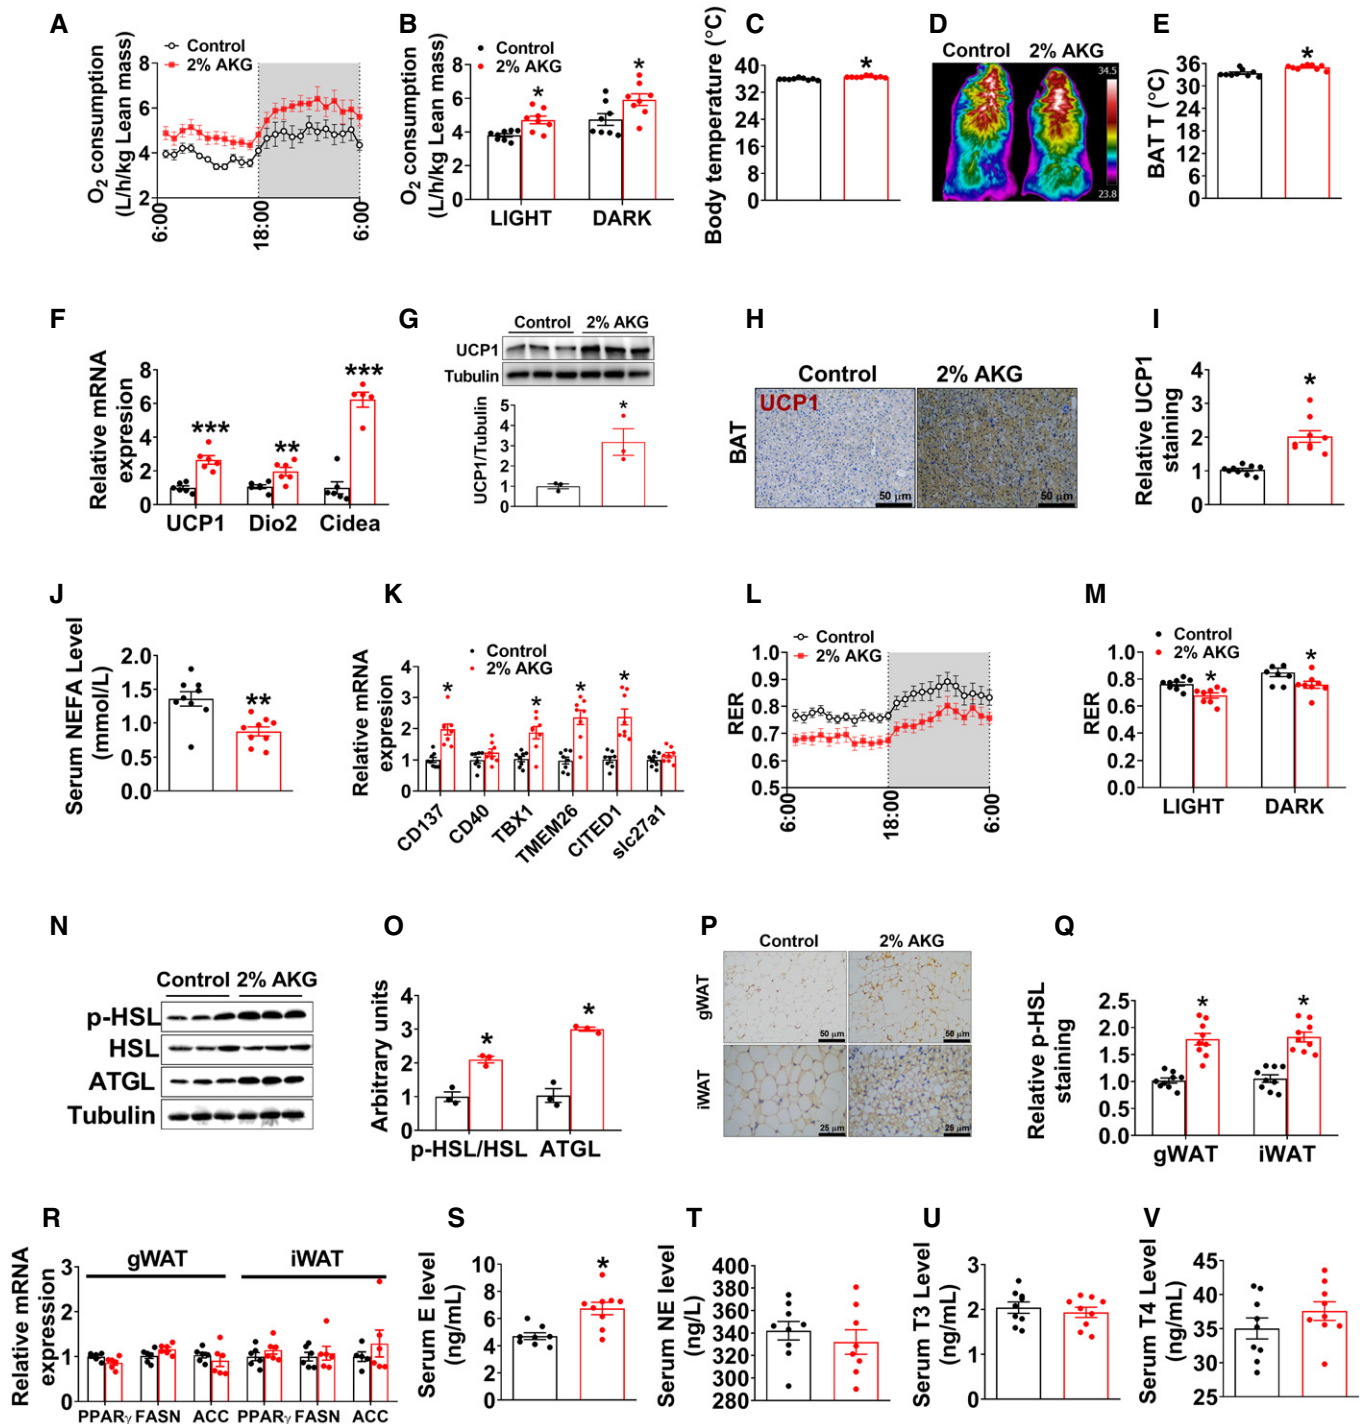 A
O2 consumption
(L/h/kg Lean mass)
Control
2% AKG
8
6
4
2
6:00
18:00
6:00
B
O2 consumption
(L/h/kg Lean mass)
Control
2% AKG
8
6
4
2
0
LIGHT
DARK
C
Body temperature (°C)
40
32
24
16
8
0
*
D
Control
2% AKG
34.5
23.8
E
BAT T (°C)
36
30
24
18
12
6
0
*
F
Relative mRNA
expression
8
6
4
2
0
***
**
***
UCP1
Dio2
Cidea
G
Control
2% AKG
UCP1
Tubulin
UCP1/Tubulin
5
4
3
2
1
0
*
H
Control
2% AKG
UCP1
BAT
50 μm
50 μm
I
Relative UCP1
staining
4
3
2
1
0
*
J
Serum NEFA Level
(mmol/L)
2.0
1.5
1.0
0.5
0.0
**
K
Relative mRNA
expresion
Control
2% AKG
4
3
2
1
0
* * * *
CD137
CD40
TBX1
TMEM26
CITED1
slc27a1
L
RER
Control
2% AKG
1.0
0.9
0.8
0.7
0.6
0.5
6:00
18:00
6:00
M
RER
Control
2% AKG
1.0
0.8
0.6
0.4
0.2
0.0
* *
LIGHT
DARK
N
Control
2% AKG
p-HSL
HSL
ATGL
Tubulin
O
Arbitrary units
4
3
2
1
0
* *
p-HSL/HSL
ATGL
P
Control
2% AKG
gWAT
iWAT
50 μm
50 μm
25 μm
25 μm
Q
Relative p-HSL
staining
2.5
2.0
1.5
1.0
0.5
0.0
* *
gWAT
iWAT
R
Relative mRNA
expression
gWAT
iWAT
3
2
1
0
PPARγ
FASN
ACC
PPARγ
FASN
ACC
S
Serum E level
(ng/mL)
10
8
6
4
2
0
*
T
Serum NE level
(ng/L)
400
380
360
340
320
300
280
U
Serum T3 Level
(ng/mL)
3
2
1
0
V
Serum T4 Level
(ng/mL)
45
40
35
30
25